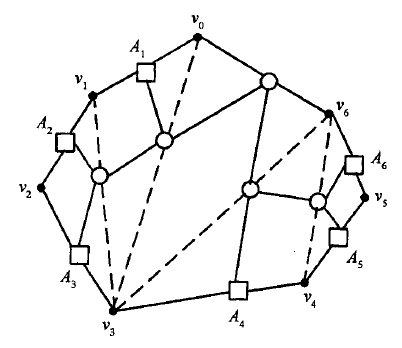 v₀
A₁
v₁
v₆
A₂
A₆
v₂
v₅
A₃
A₅
v₄
A₄
v₃